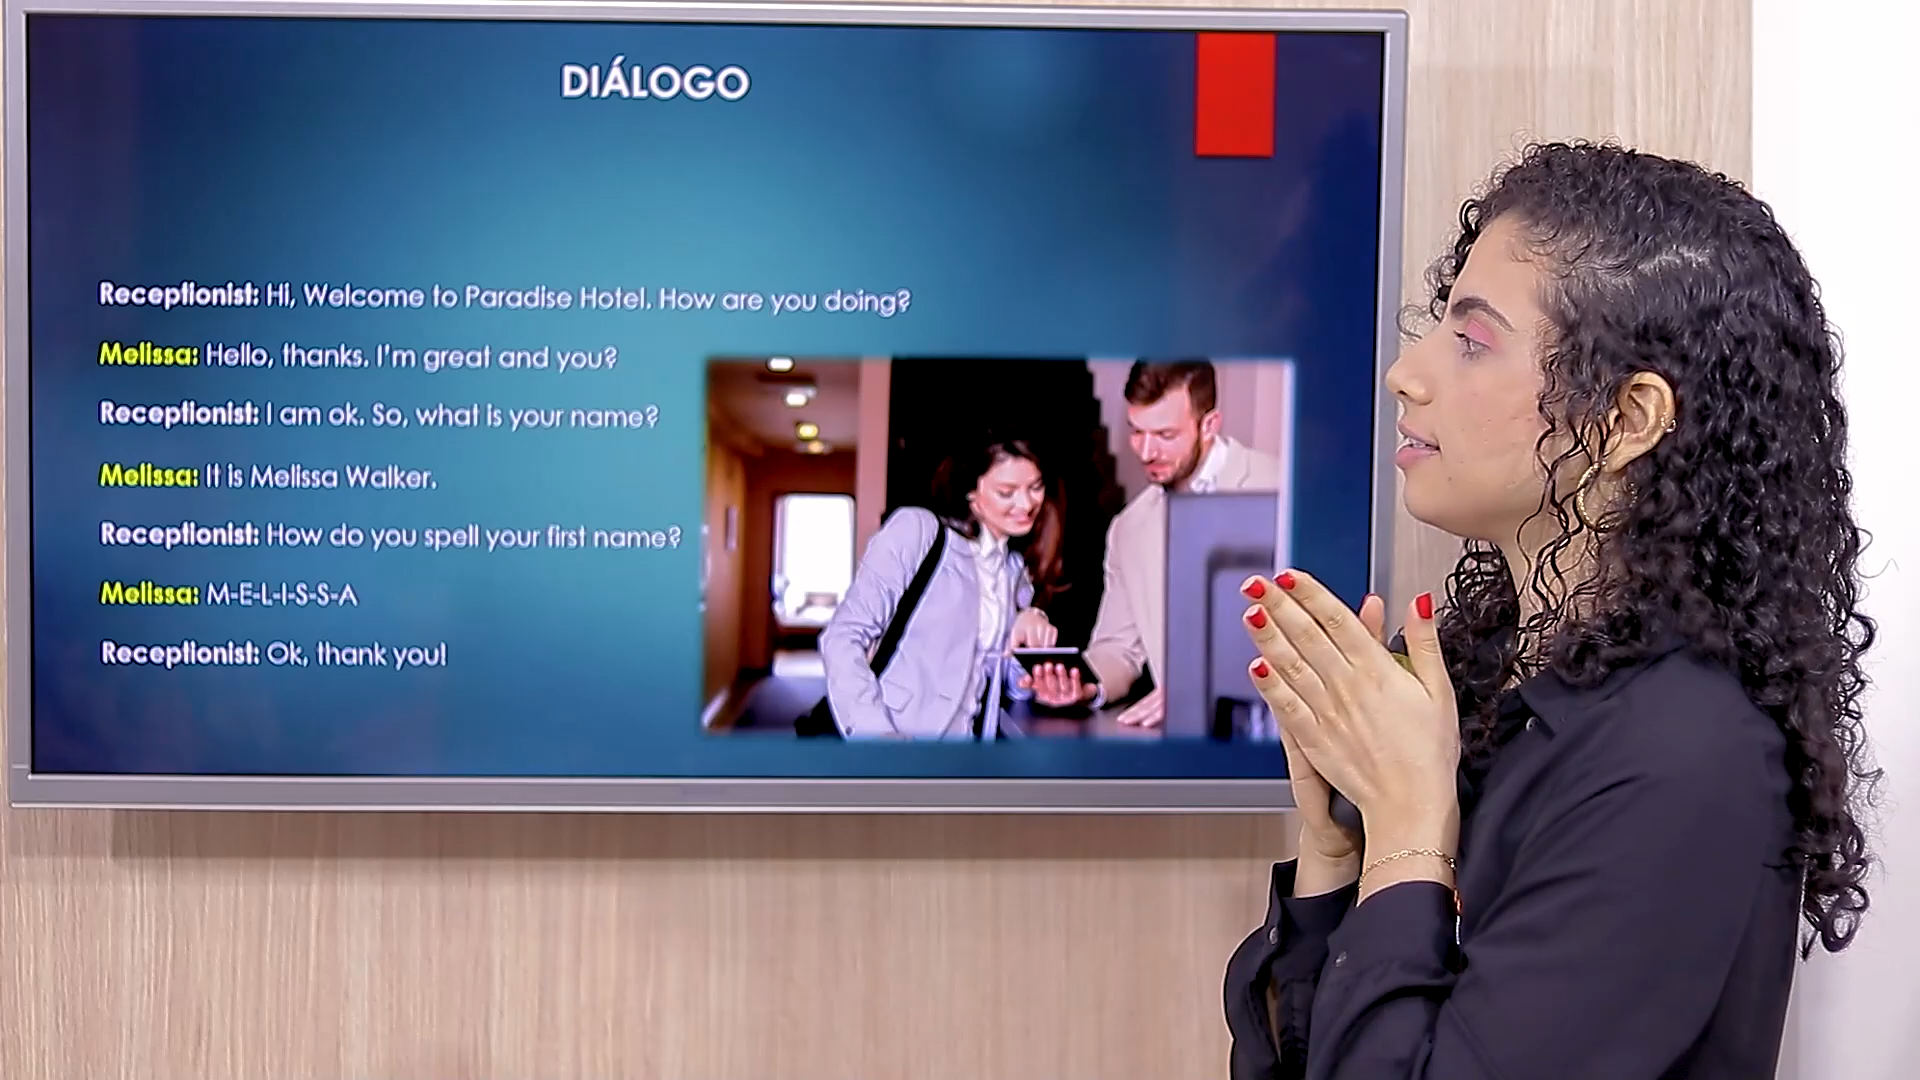 DIÁLOGO
Receptionist: Hi, Welcome to Paradise Hotel. How are you doing?
Melissa: Hello, thanks. I'm great and you?
Receptionist: I am ok. So, what is your name?
Melissa: It is Melissa Walker.
Receptionist: How do you spell your first name?
Melissa: M-E-L-I-S-S-A
Receptionist: Ok, thank you!